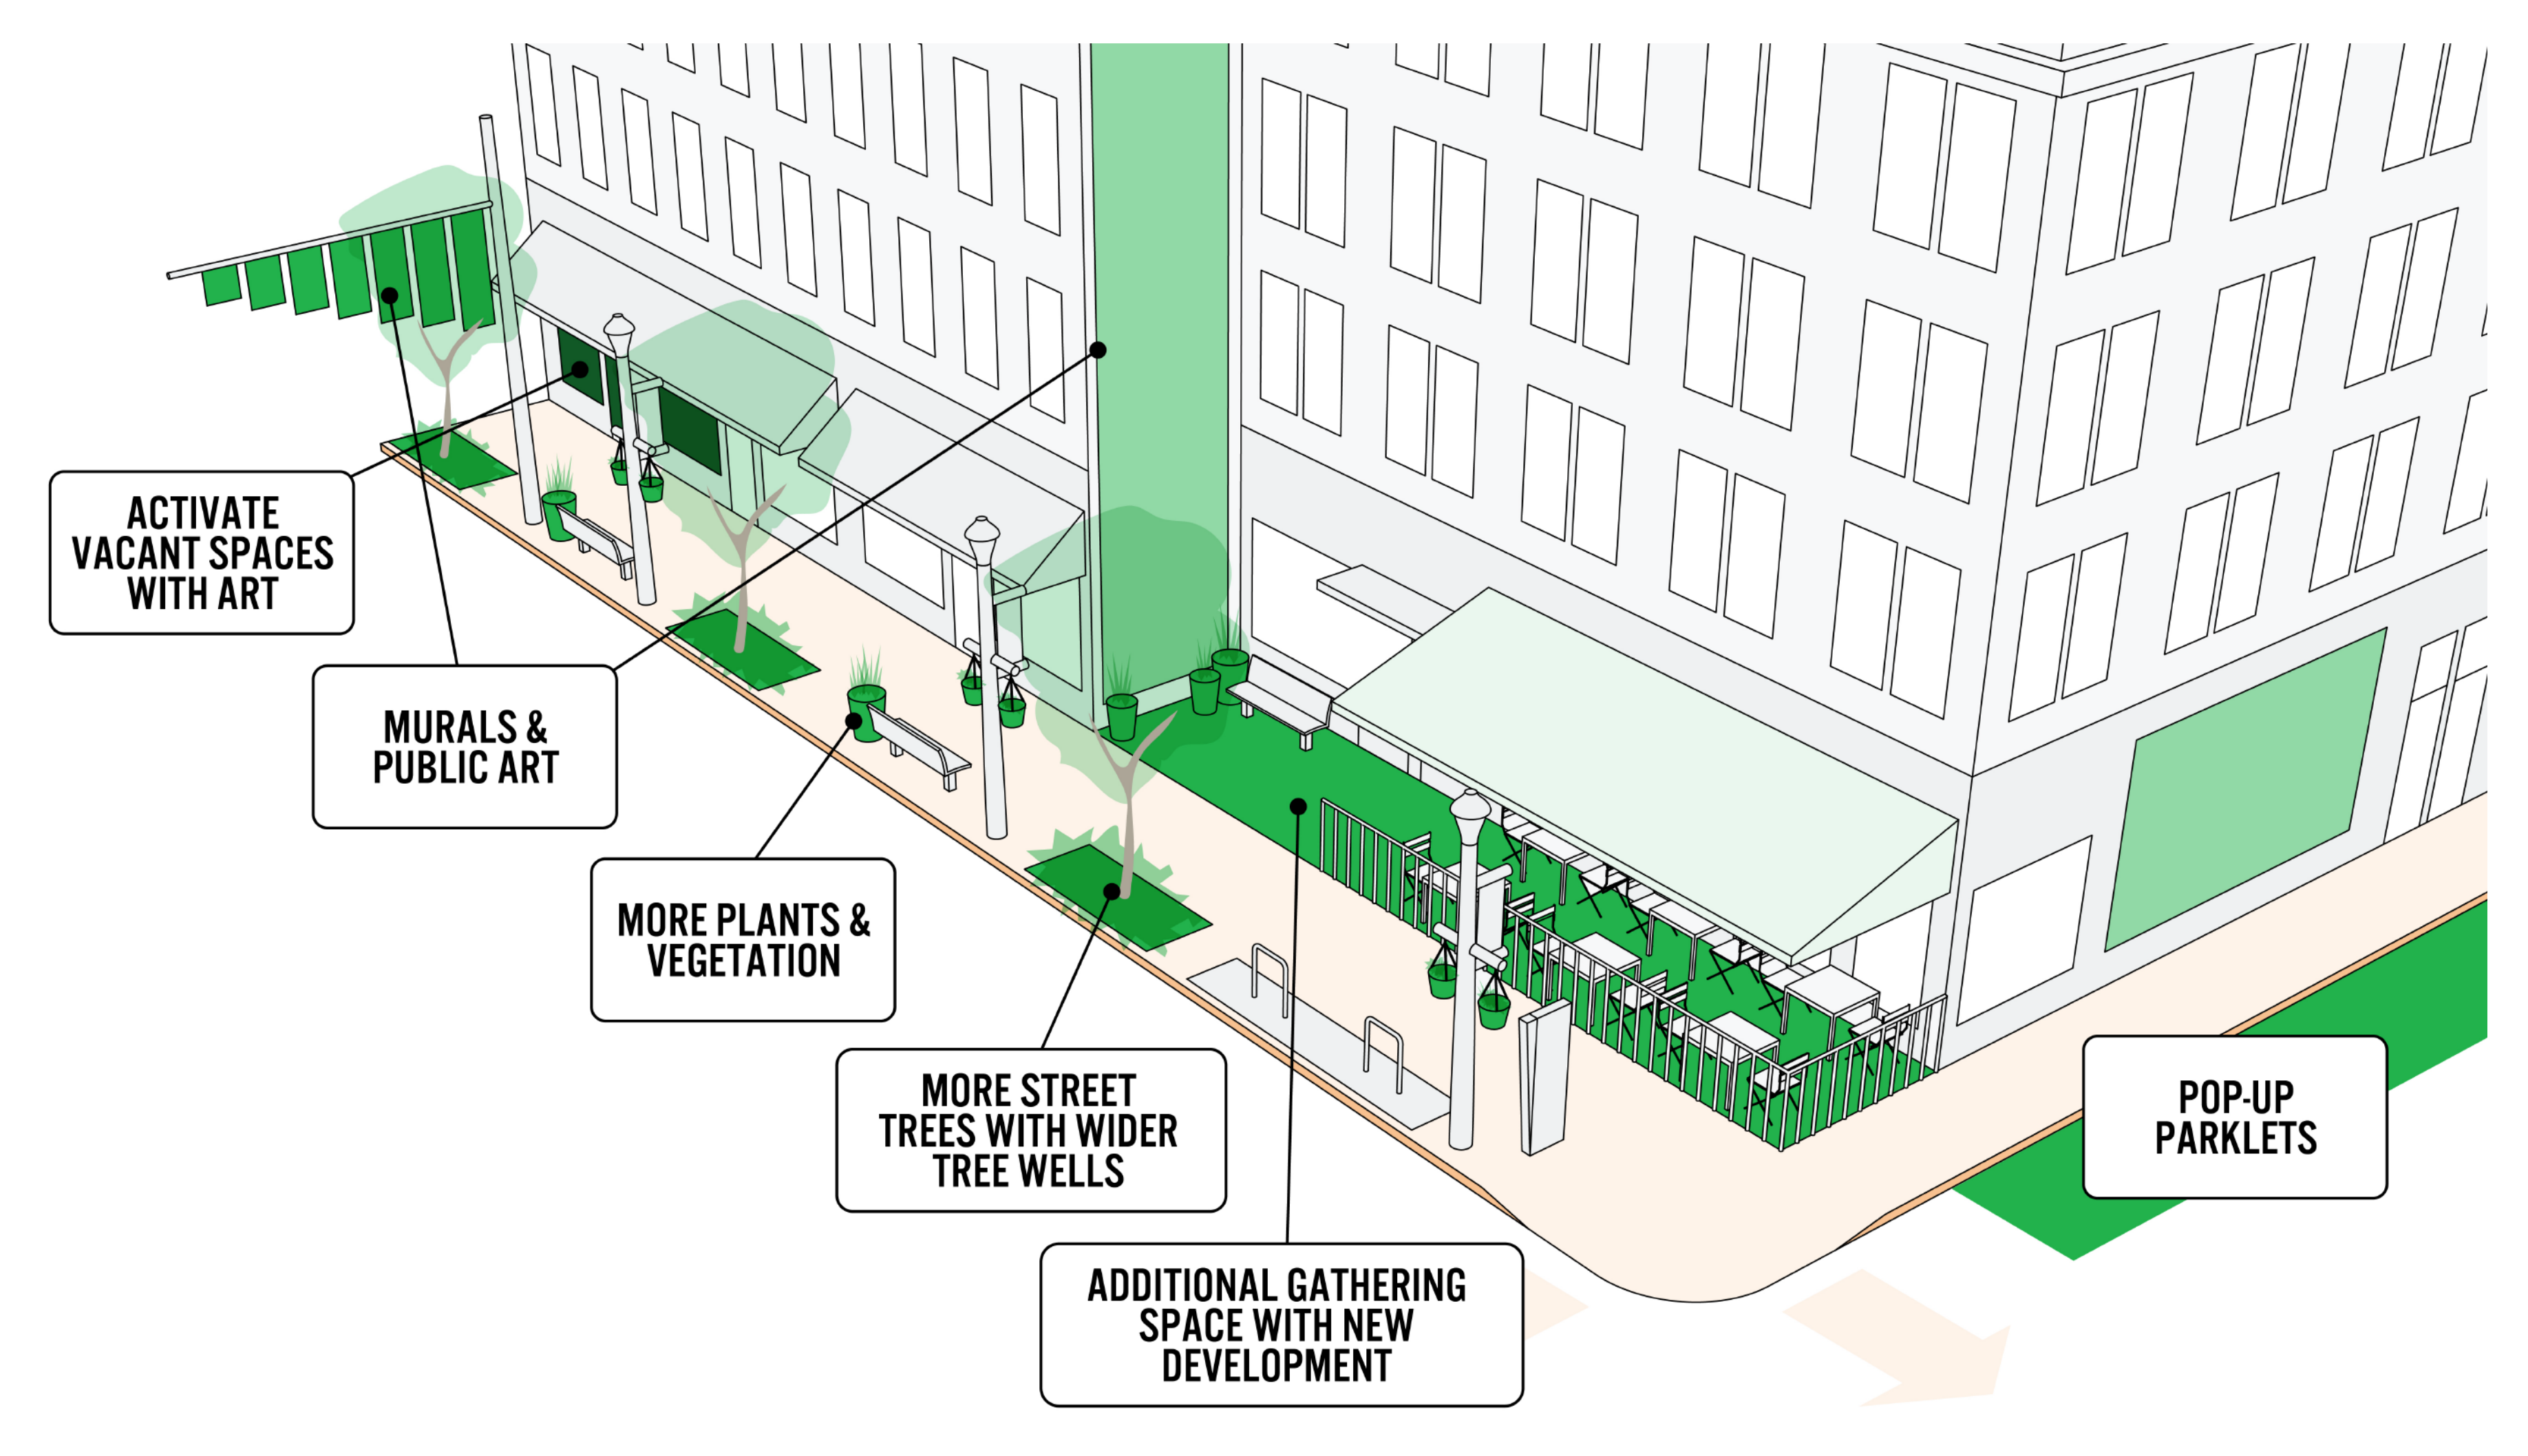 ACTIVATE
VACANT SPACES
WITH ART
MURALS &
PUBLIC ART
MORE PLANTS &
VEGETATION
MORE STREET
TREES WITH WIDER
TREE WELLS
ADDITIONAL GATHERING
SPACE WITH NEW
DEVELOPMENT
POP-UP
PARKLETS